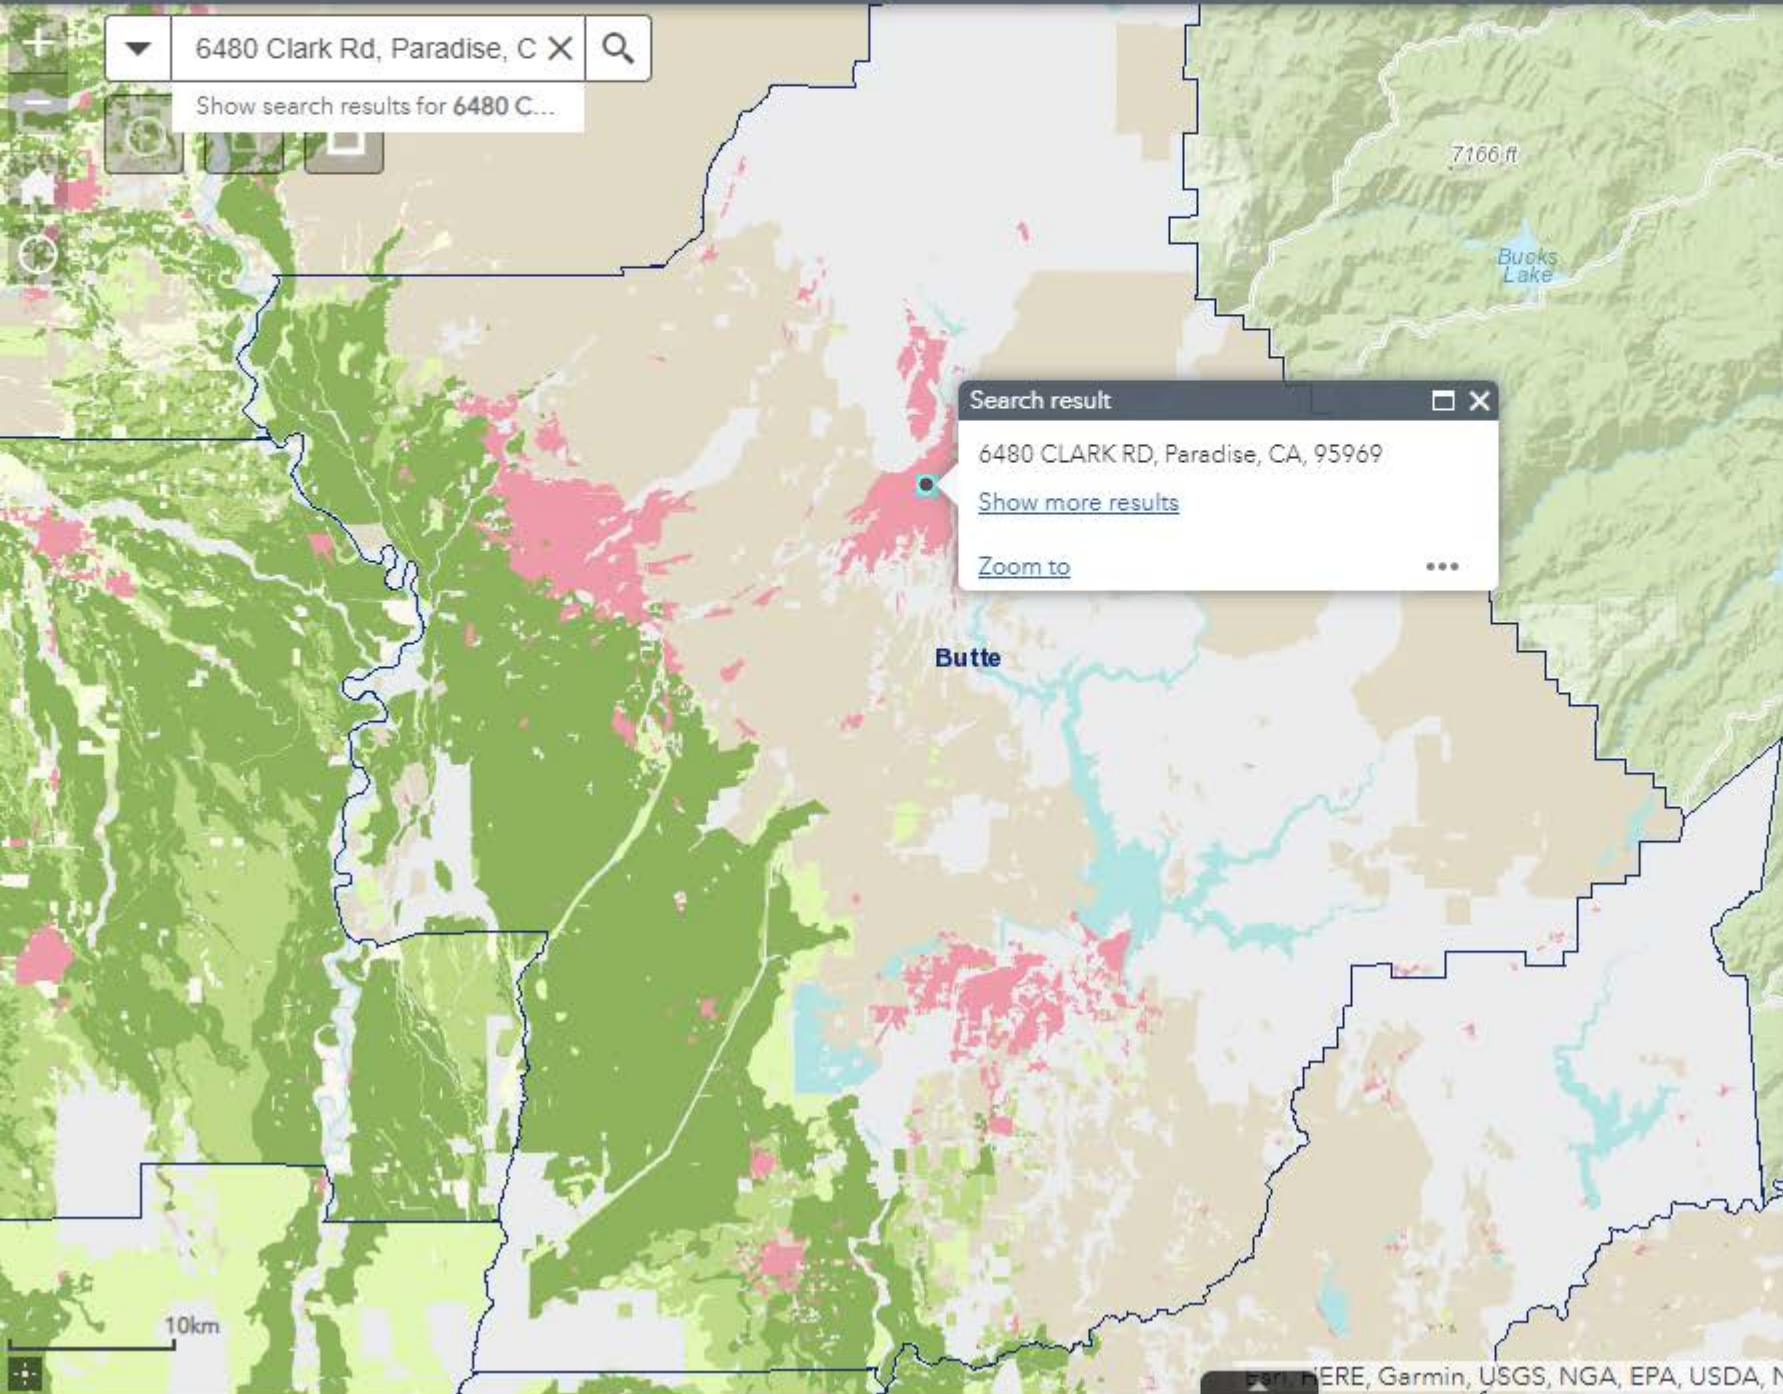 6480 Clark Rd, Paradise, C
Show search results for 6480 C...
7166 ft
Bucks
Lake
Search result
6480 CLARK RD, Paradise, CA, 95969
Show more results
Zoom to
Butte
10km
Esri, HERE, Garmin, USGS, NGA, EPA, USDA, N